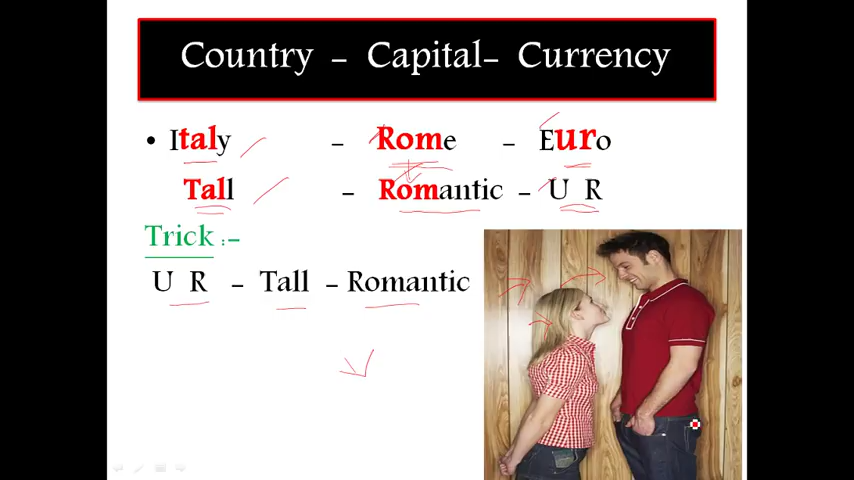 Country - Capital- Currency
• Italy - Rome - Euro
Tall - Romantic - U R
Trick :-
U R - Tall - Romantic